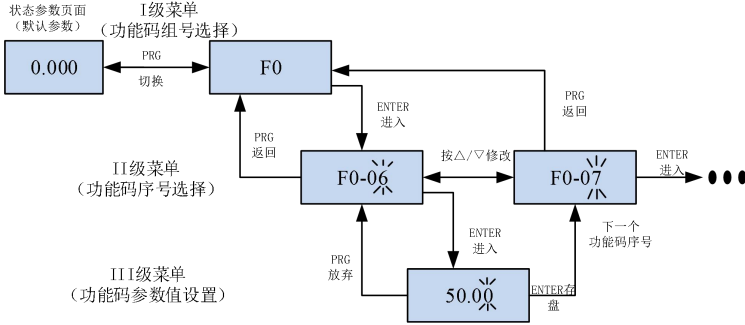 状态参数页面
（默认参数）
I级菜单
（功能码组号选择）
0.000
PRG
切换
F0
ENTER
进入
PRG
返回
PRG
返回
II级菜单
（功能码序号选择）
F0-06
按△/▽修改
F0-07
ENTER
进入
●●●
ENTER
进入
下一个
功能码序号
III级菜单
（功能码参数值设置）
PRG
放弃
50.00
ENTER存
盘